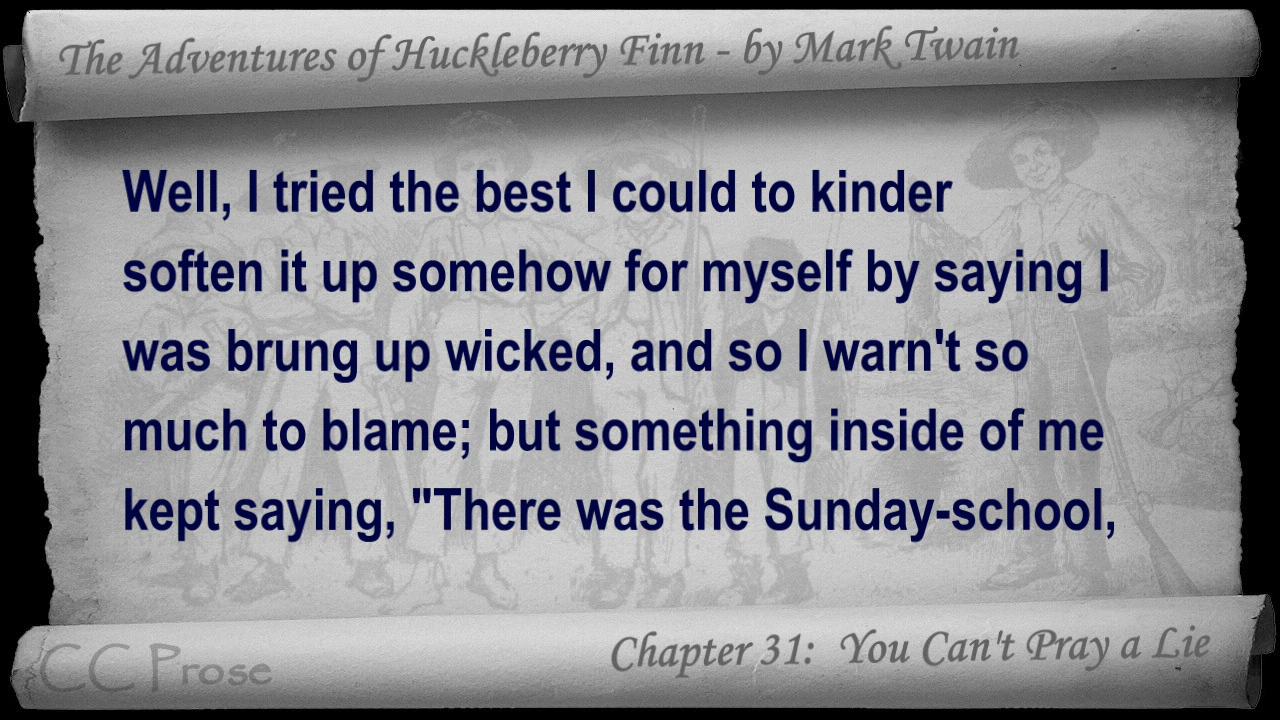 The Adventures of Huckleberry Finn - by Mark Twain
Well, I tried the best I could to kinder
soften it up somehow for myself by saying I
was brung up wicked, and so I warn't so
much to blame; but something inside of me
kept saying, "There was the Sunday-school,
Chapter 31: You Can't Pray a Lie
CC Prose